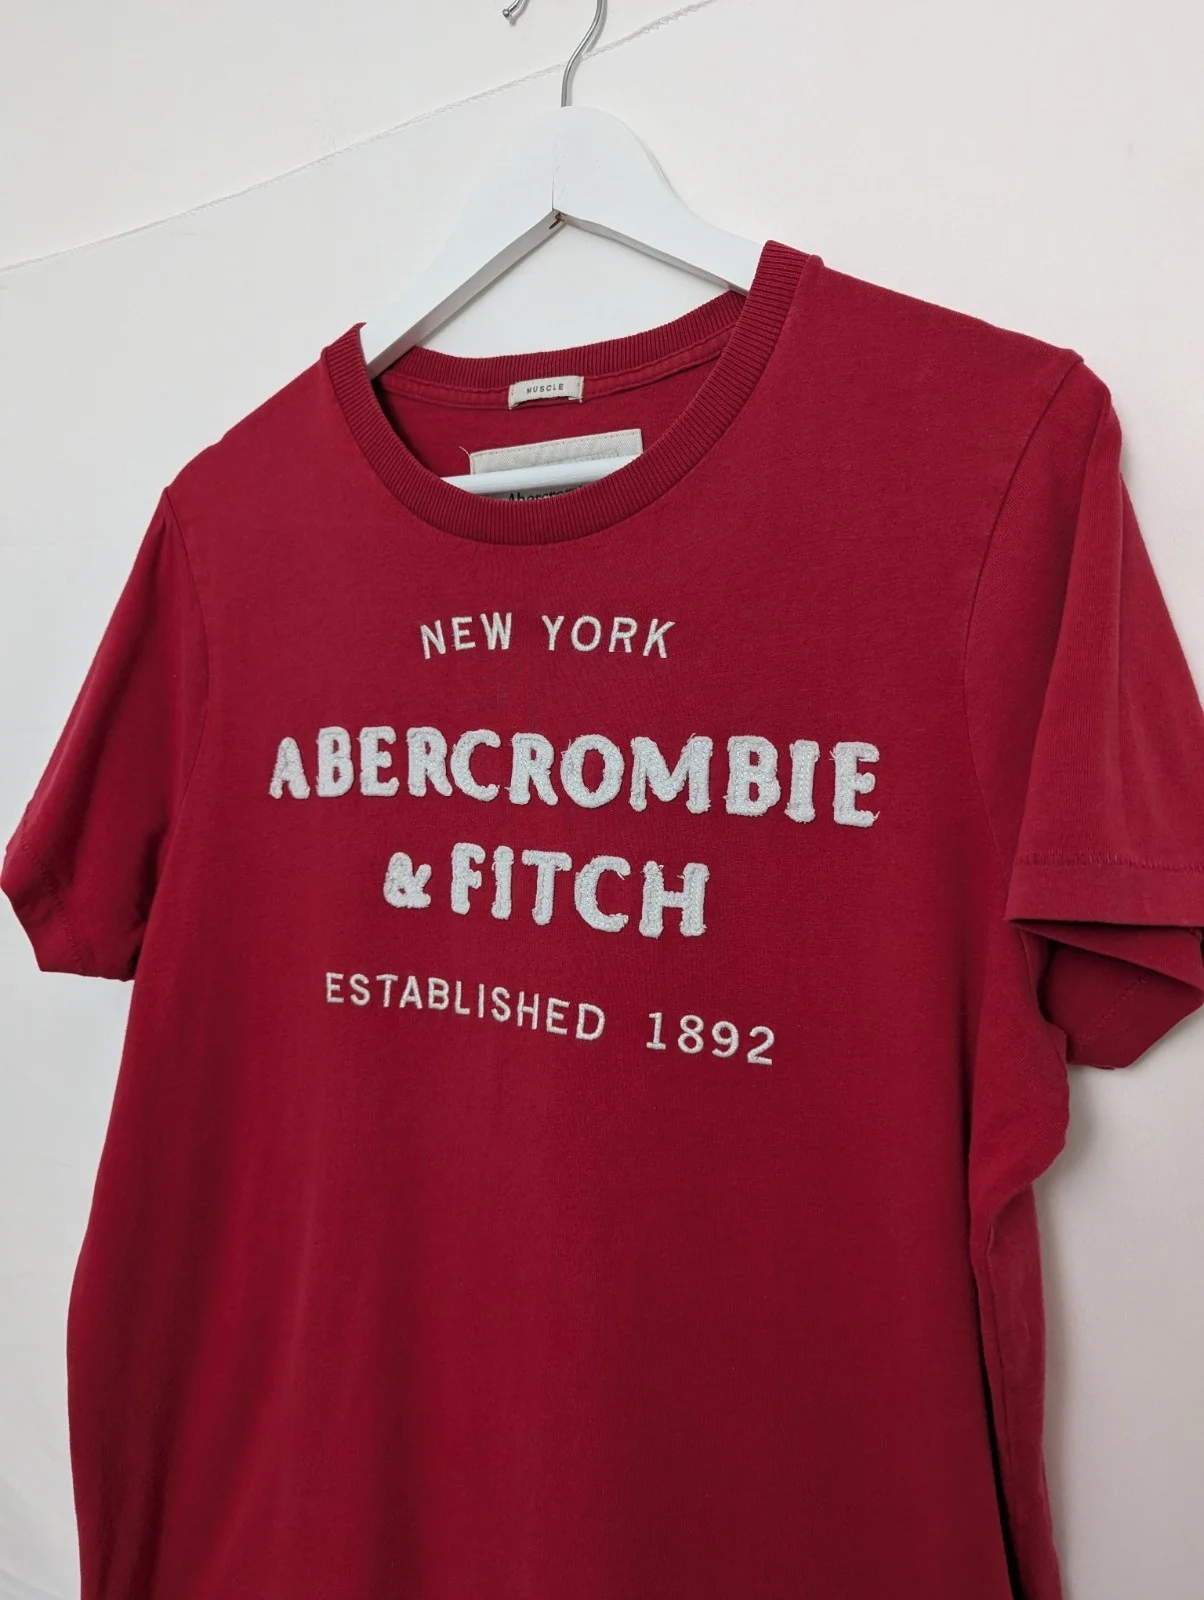 MUSCLE
NEW YORK
ABERCROMBIE
& FITCH
ESTABLISHED 1892